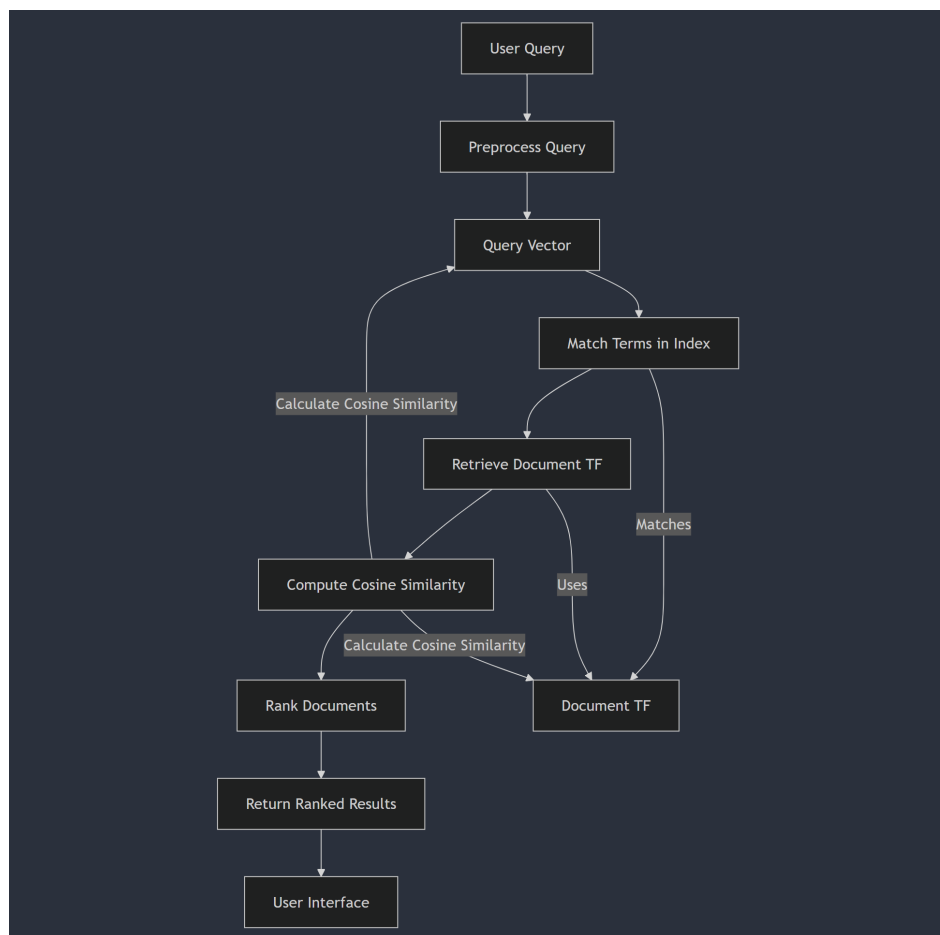 User Query
Preprocess Query
Query Vector
Match Terms in Index
Calculate Cosine Similarity
Retrieve Document TF
Matches
Compute Cosine Similarity
Uses
Calculate Cosine Similarity
Rank Documents
Document TF
Return Ranked Results
User Interface